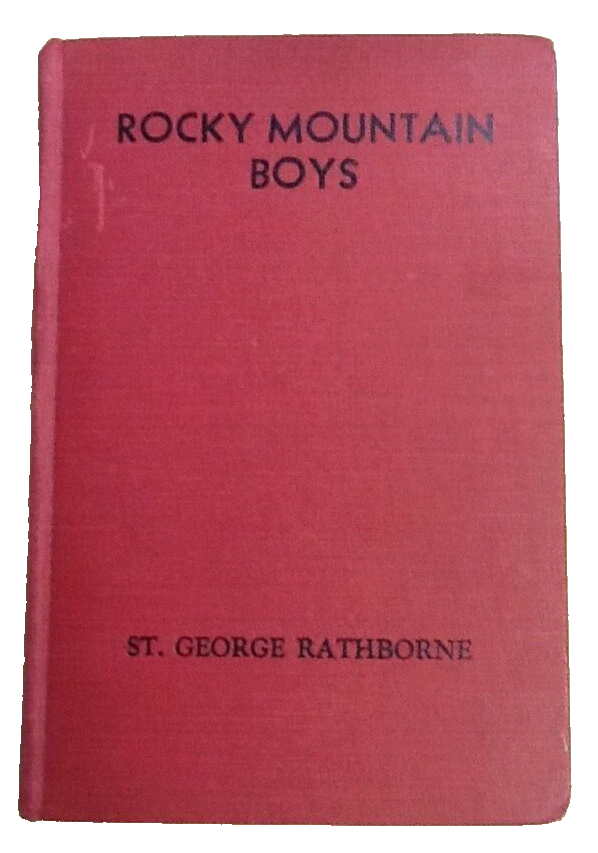 ROCKY MOUNTAIN
BOYS
ST. GEORGE RATHBORNE